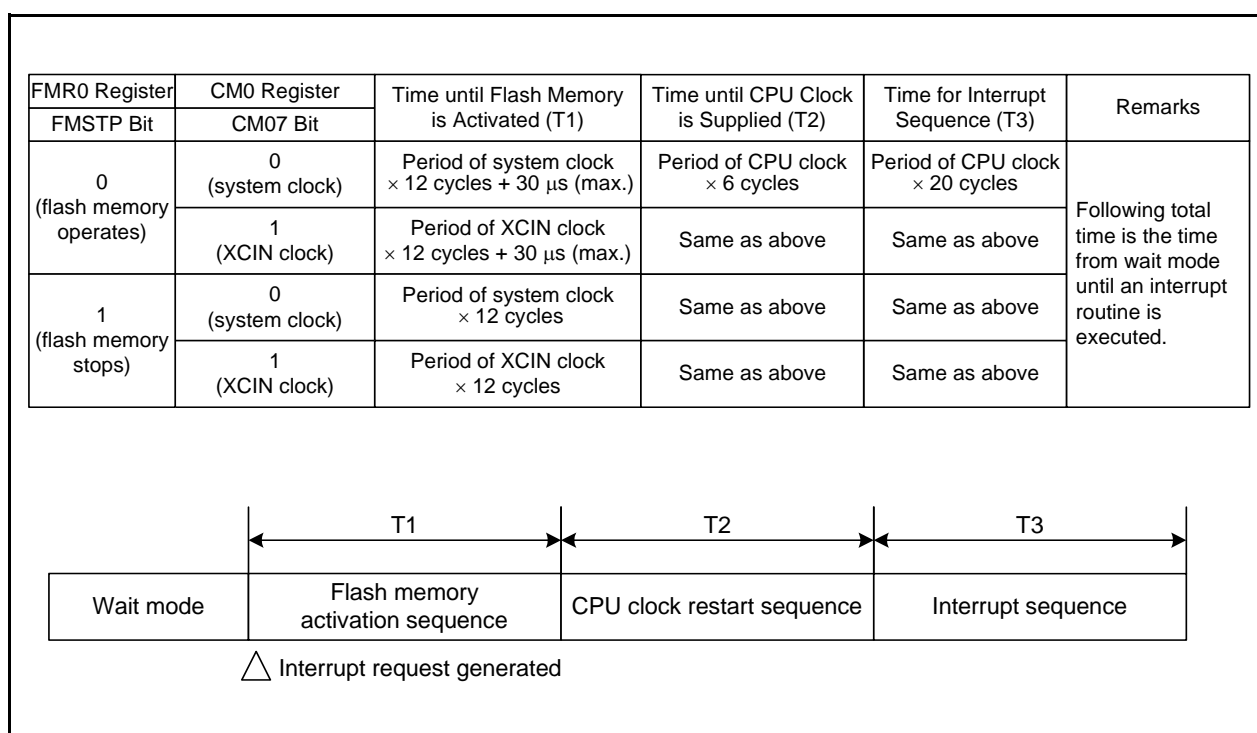 FMR0 Register
FMSTP Bit
CM0 Register
CM07 Bit
Time until Flash Memory
is Activated (T1)
Time until CPU Clock
is Supplied (T2)
Time for Interrupt
Sequence (T3)
Remarks
0
(flash memory
operates)
0
(system clock)
Period of system clock
× 12 cycles + 30 μs (max.)
Period of CPU clock
× 6 cycles
Period of CPU clock
× 20 cycles
Following total
time is the time
from wait mode
until an interrupt
routine is
executed.
1
(XCIN clock)
Period of XCIN clock
× 12 cycles + 30 μs (max.)
Same as above
Same as above
1
(flash memory
stops)
0
(system clock)
Period of system clock
× 12 cycles
Same as above
Same as above
1
(XCIN clock)
Period of XCIN clock
× 12 cycles
Same as above
Same as above
T1
T2
T3
Wait mode
Flash memory
activation sequence
CPU clock restart sequence
Interrupt sequence
Interrupt request generated